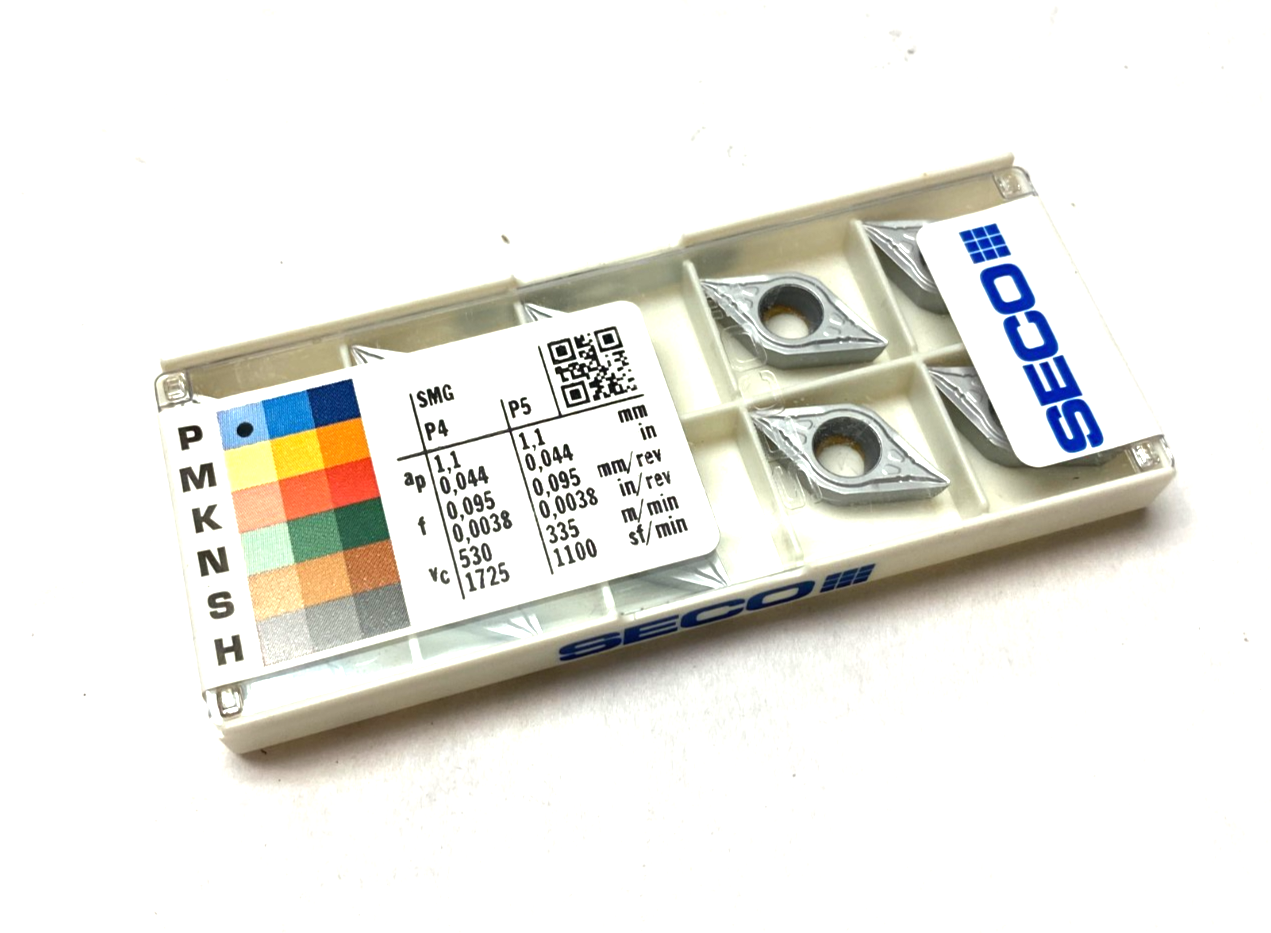 P
M
K
N
S
H
SMG
P4 P5
ap 1,1 1,1 mm
0,044 0,044 in
f 0,095 0,095 mm/rev
0,0038 0,0038 in/rev
vc 530 335 m/min
1725 1100 sf/min
SECO
SECO